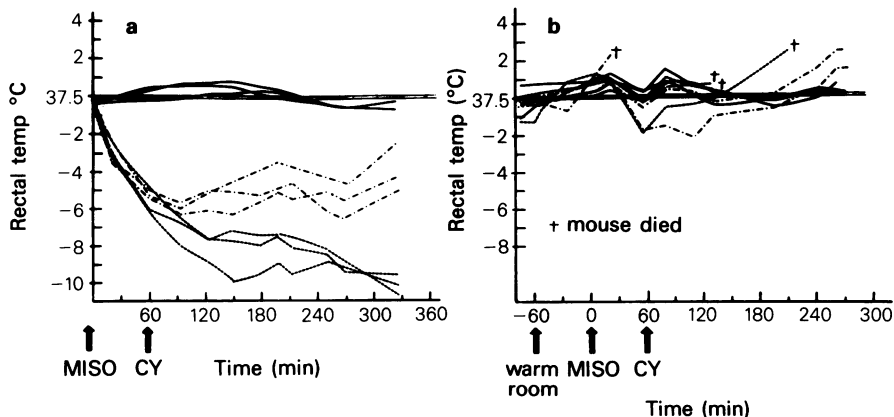 a
4
2
37.5
−2
−4
−6
−8
−10
Rectal temp °C
60 120 180 240 300 360
MISO CY Time (min)
b
4
2
37.5
−2
−4
−6
−8
Rectal temp (°C)
† † † †
† mouse died
−60 0 60 120 180 240 300
warm MISO CY
room
Time (min)